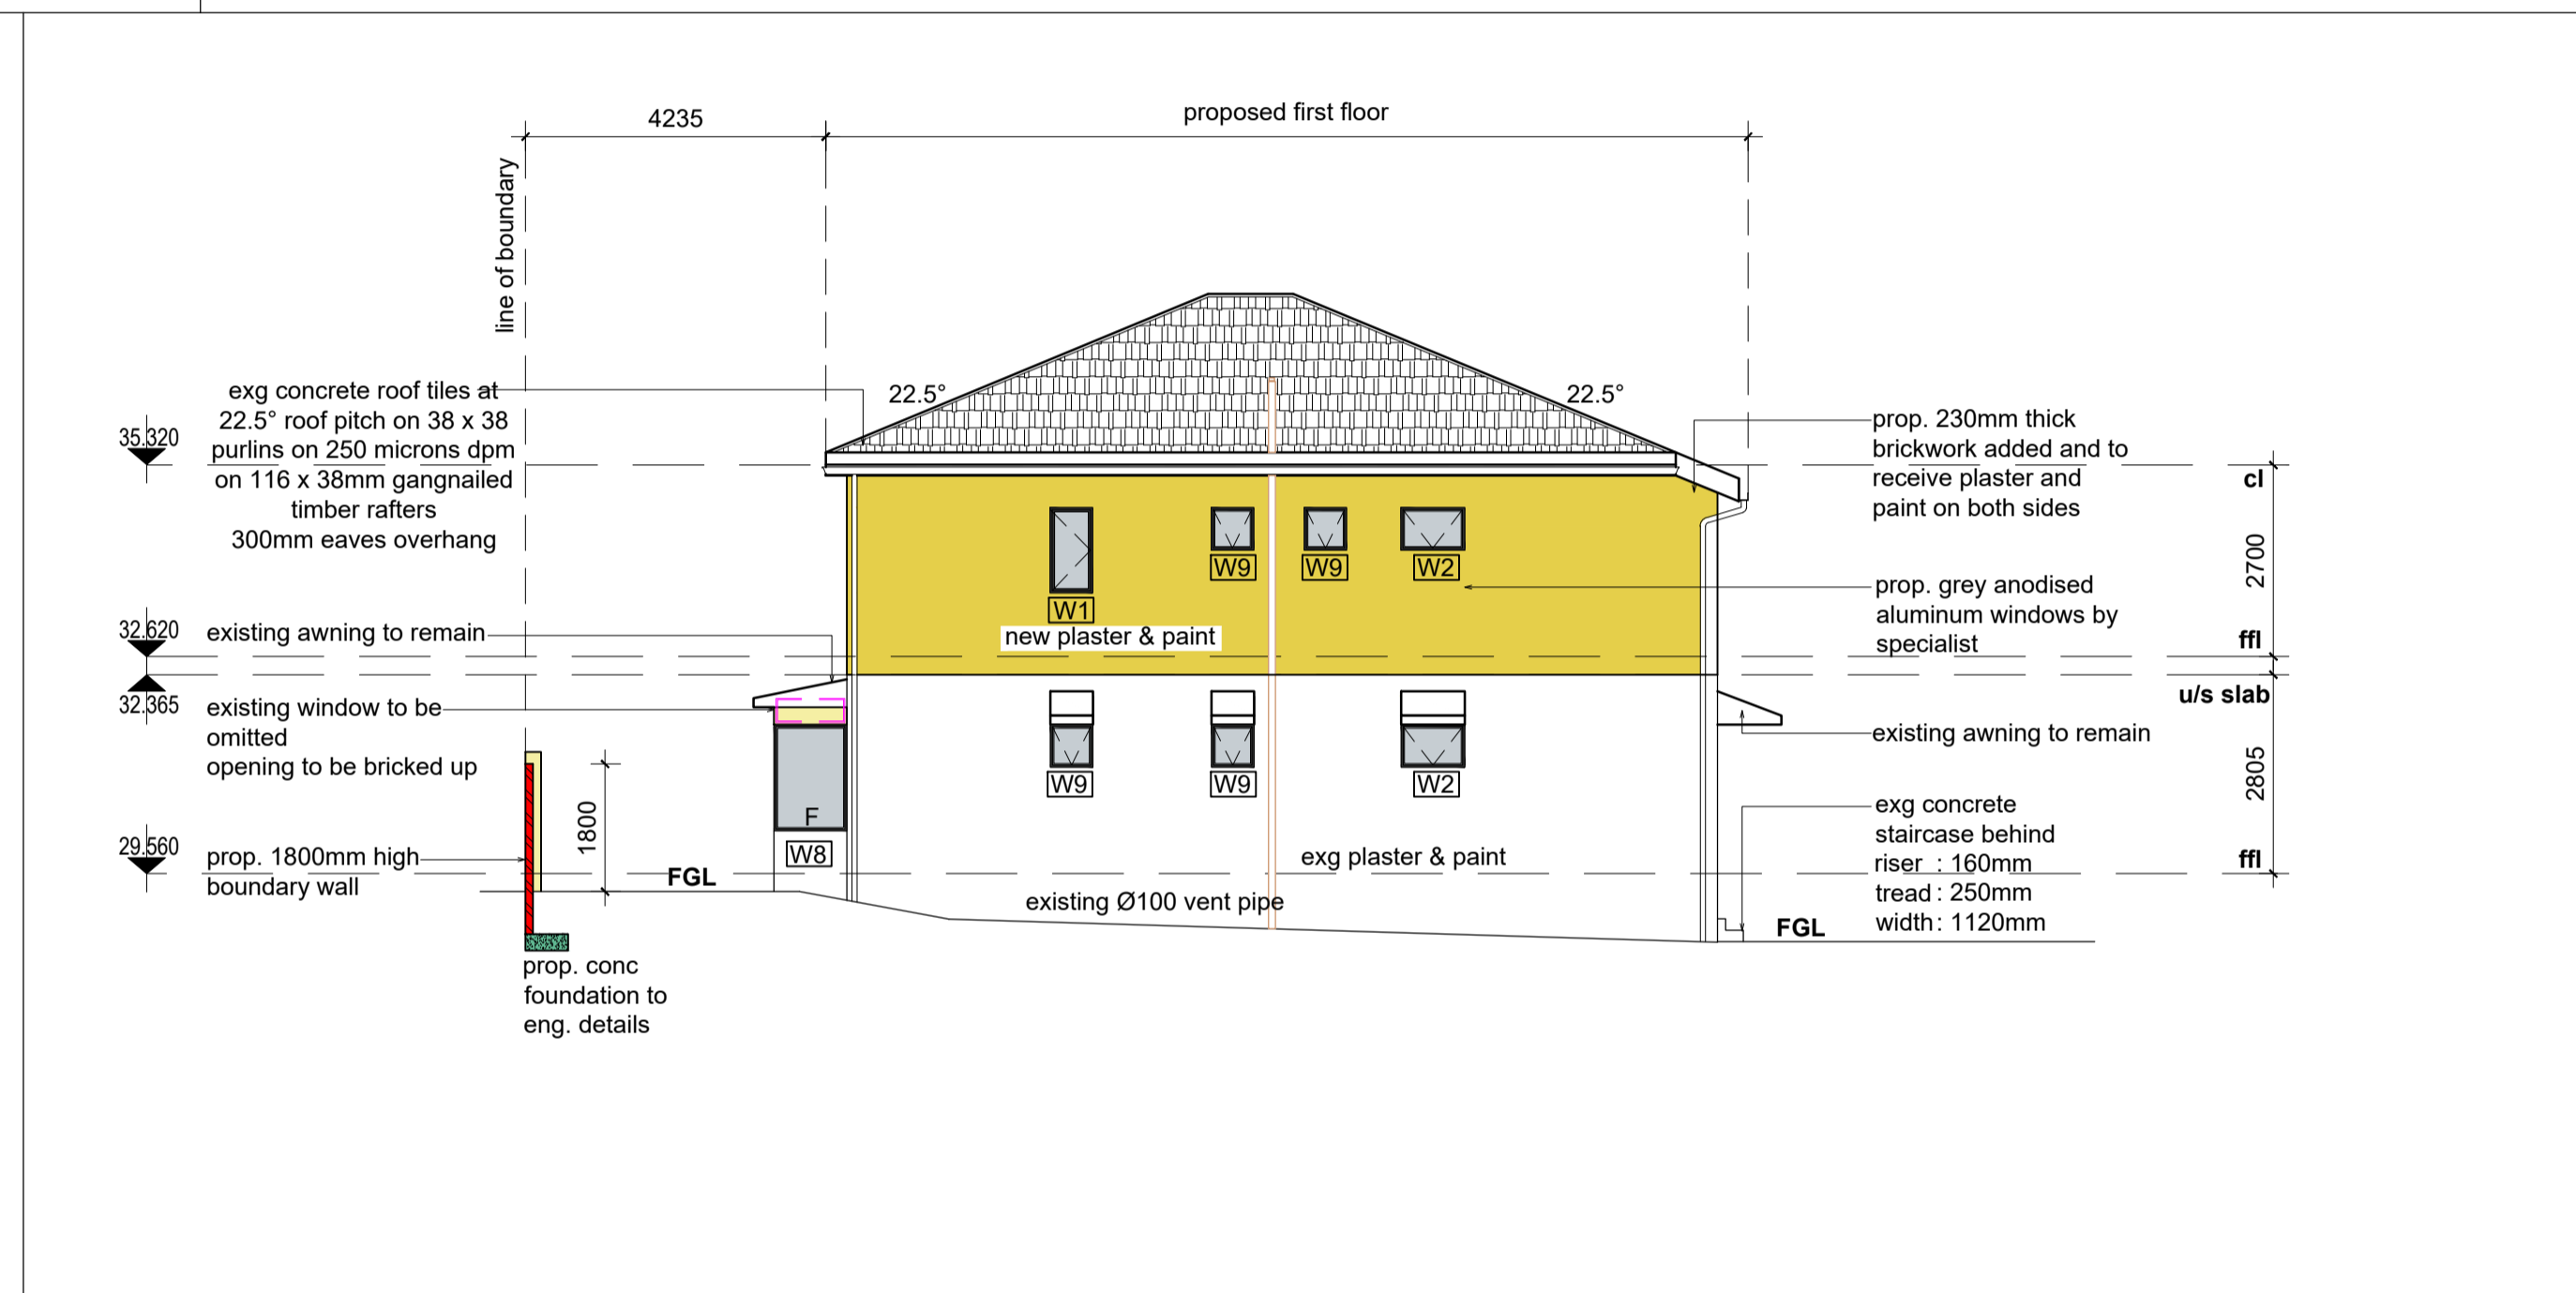 4235
proposed first floor
line of boundary
exg concrete roof tiles at
22.5° roof pitch on 38 x 38
purlins on 250 microns dpm
on 116 x 38mm gangnailed
timber rafters
300mm eaves overhang
22.5°
22.5°
35.320
prop. 230mm thick
brickwork added and to
receive plaster and
paint on both sides
cl
2700
W9
W9
W2
W1
new plaster & paint
prop. grey anodised
aluminum windows by
specialist
ffl
32.620
existing awning to remain
32.365
existing window to be
omitted
opening to be bricked up
u/s slab
existing awning to remain
2805
W9
W9
W2
1800
F
W8
29.560
prop. 1800mm high
boundary wall
FGL
exg plaster & paint
existing Ø100 vent pipe
exg concrete
staircase behind
riser : 160mm
tread : 250mm
width : 1120mm
ffl
FGL
prop. conc
foundation to
eng. details